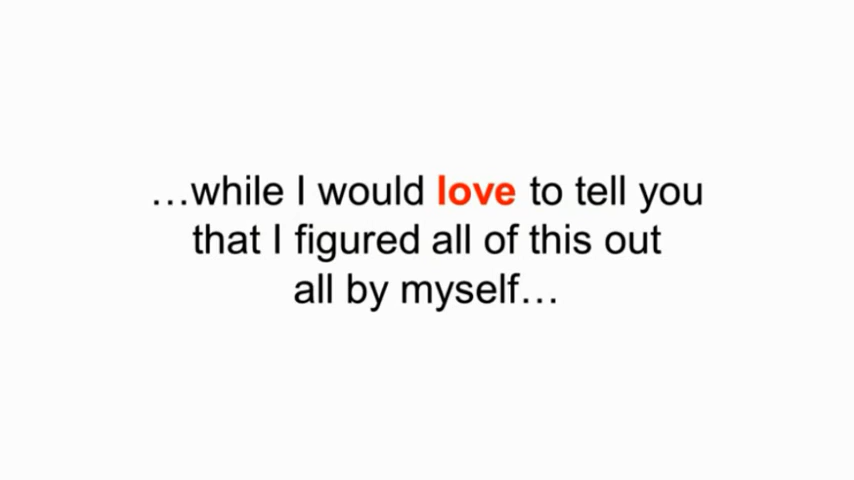 …while I would love to tell you
that I figured all of this out
all by myself…